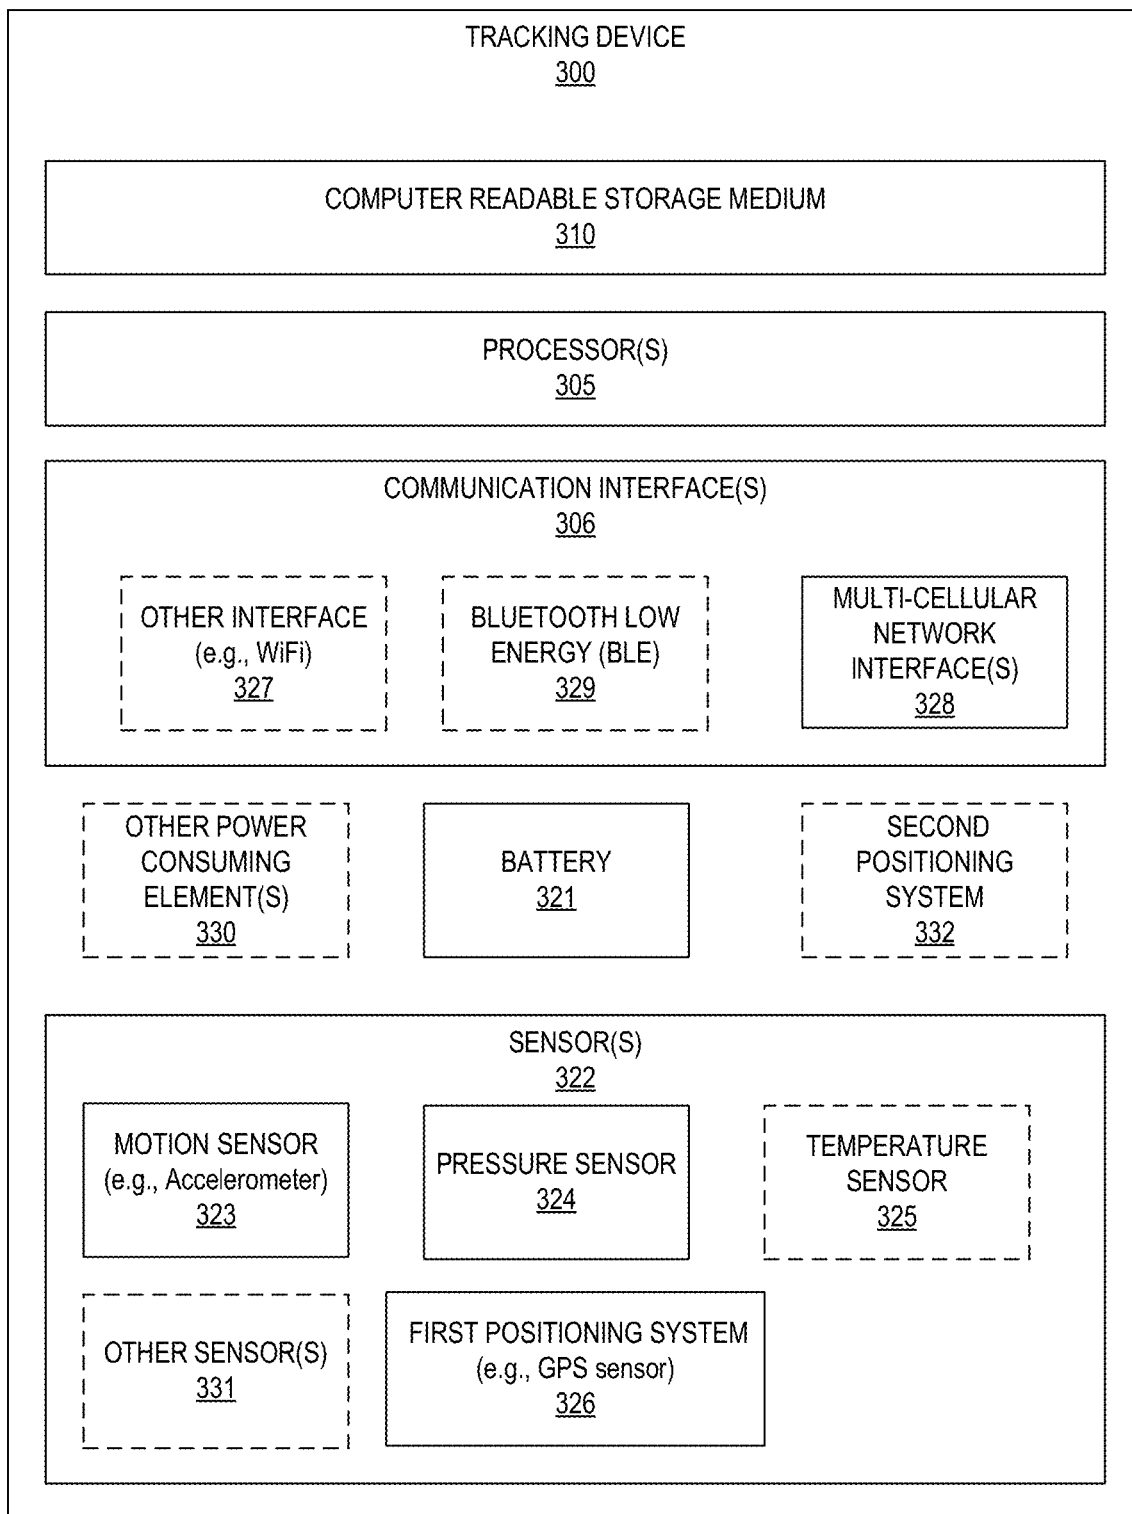 TRACKING DEVICE
300
COMPUTER READABLE STORAGE MEDIUM
310
PROCESSOR(S)
305
COMMUNICATION INTERFACE(S)
306
OTHER INTERFACE
(e.g., WiFi)
327
BLUETOOTH LOW
ENERGY (BLE)
329
MULTI-CELLULAR
NETWORK
INTERFACE(S)
328
OTHER POWER
CONSUMING
ELEMENT(S)
330
BATTERY
321
SECOND
POSITIONING
SYSTEM
332
SENSOR(S)
322
MOTION SENSOR
(e.g., Accelerometer)
323
PRESSURE SENSOR
324
TEMPERATURE
SENSOR
325
OTHER SENSOR(S)
331
FIRST POSITIONING SYSTEM
(e.g., GPS sensor)
326